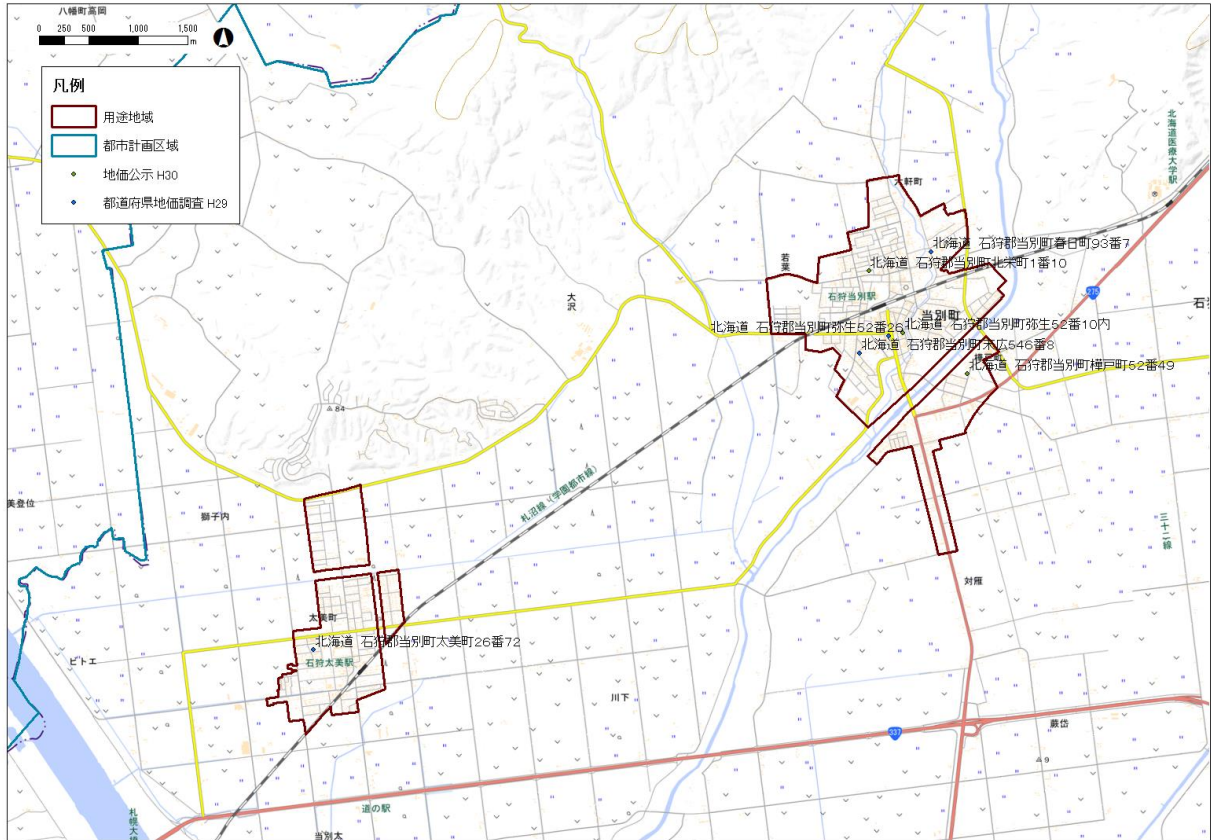 八幡町高岡
0 250 500 1,000 1,500
m
凡例
用途地域
都市計画区域
地価公示 H30
都道府県地価調査 H29
北海道医療大学駅
六軒町
北海道 石狩郡当別町春日町93番7
若葉
北海道 石狩郡当別町北栄町1番10
石狩当別駅
275
大沢
当別町
北海道 石狩郡当別町弥生52番26
北海道 石狩郡当別町弥生52番10内
北海道 石狩郡当別町末広546番8
北海道 石狩郡当別町樺戸町52番49
84
札沼線(学園都市線)
美登位
獅子内
三十二線
対雁
太美町
北海道 石狩郡当別町太美町26番72
石狩太美駅
ビトエ
川下
蕨岱
337
9
道の駅
札幌大橋
当別太